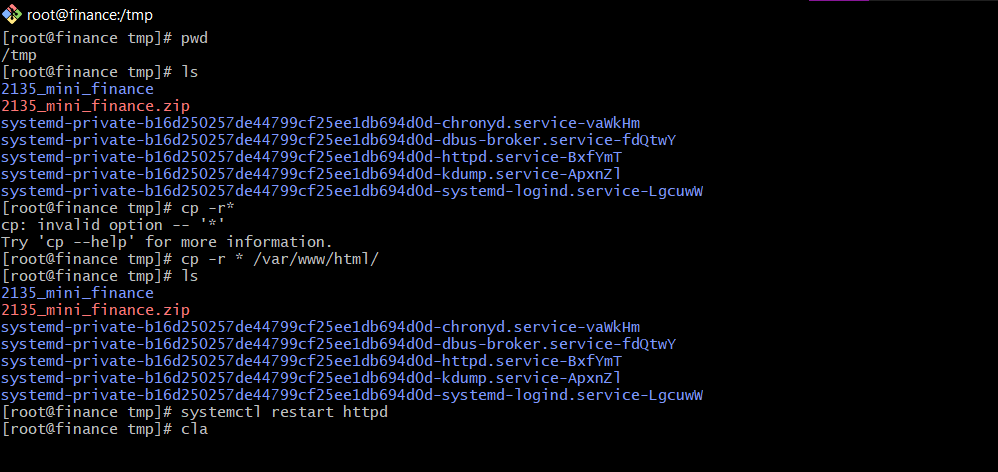 root@finance:/tmp
[root@finance tmp]# pwd
/tmp
[root@finance tmp]# ls
2135_mini_finance
2135_mini_finance.zip
systemd-private-b16d250257de44799cf25ee1db694d0d-chronyd.service-vaWkHm
systemd-private-b16d250257de44799cf25ee1db694d0d-dbus-broker.service-fdQtwY
systemd-private-b16d250257de44799cf25ee1db694d0d-httpd.service-BxfYmT
systemd-private-b16d250257de44799cf25ee1db694d0d-kdump.service-ApxnZl
systemd-private-b16d250257de44799cf25ee1db694d0d-systemd-logind.service-LgcuwW
[root@finance tmp]# cp -r*
cp: invalid option -- '*'
Try 'cp --help' for more information.
[root@finance tmp]# cp -r * /var/www/html/
[root@finance tmp]# ls
2135_mini_finance
2135_mini_finance.zip
systemd-private-b16d250257de44799cf25ee1db694d0d-chronyd.service-vaWkHm
systemd-private-b16d250257de44799cf25ee1db694d0d-dbus-broker.service-fdQtwY
systemd-private-b16d250257de44799cf25ee1db694d0d-httpd.service-BxfYmT
systemd-private-b16d250257de44799cf25ee1db694d0d-kdump.service-ApxnZl
systemd-private-b16d250257de44799cf25ee1db694d0d-systemd-logind.service-LgcuwW
[root@finance tmp]# systemctl restart httpd
[root@finance tmp]# cla